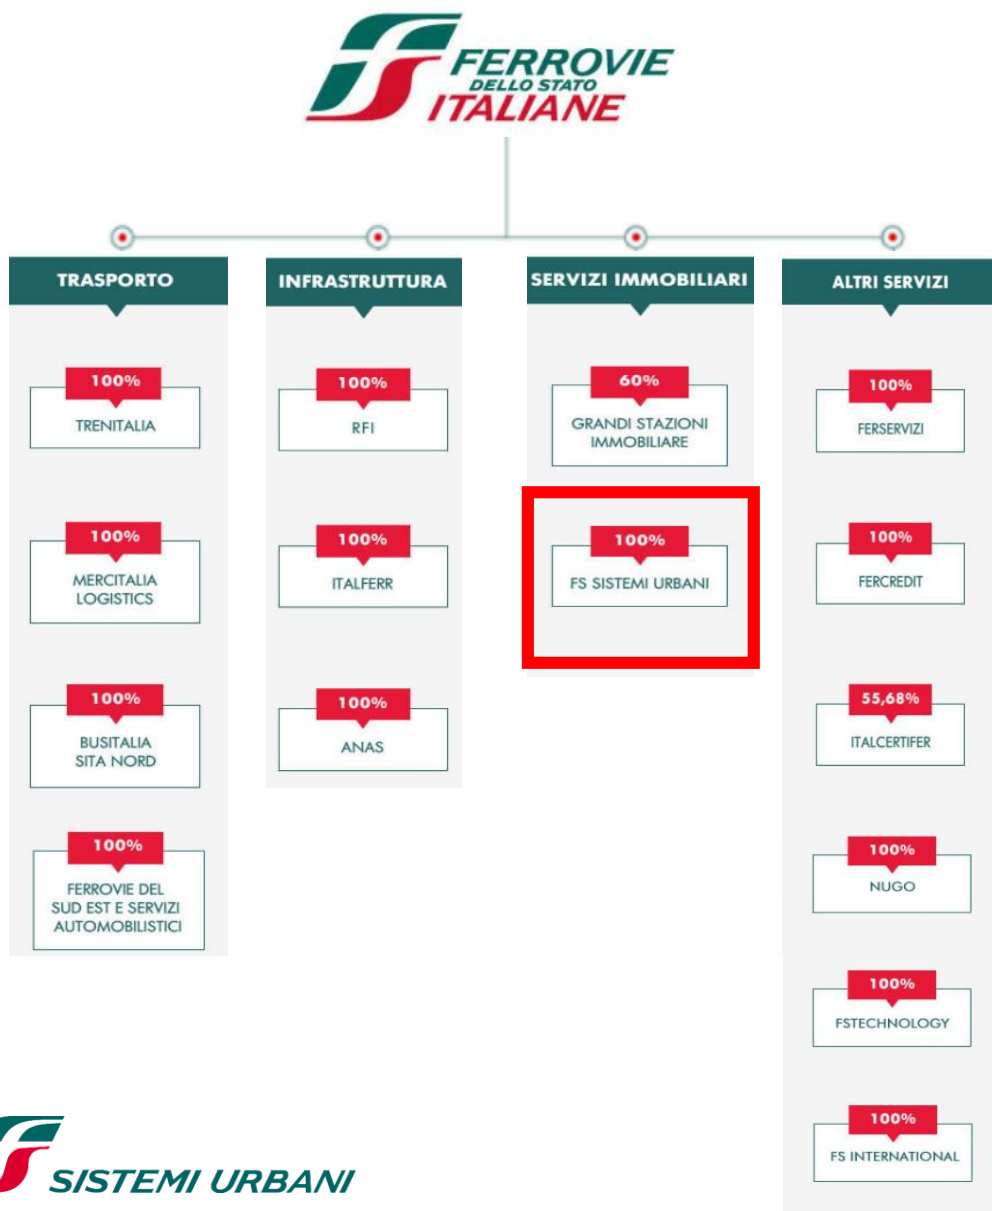 FERROVIE
DELLO STATO
ITALIANE
TRASPORTO
100%
TRENITALIA
100%
MERCITALIA
LOGISTICS
100%
BUSITALIA
SITA NORD
100%
FERROVIE DEL
SUD EST E SERVIZI
AUTOMOBILISTICI
INFRASTRUTTURA
100%
RFI
100%
ITALFERR
100%
ANAS
SERVIZI IMMOBILIARI
60%
GRANDI STAZIONI
IMMOBILIARE
100%
FS SISTEMI URBANI
ALTRI SERVIZI
100%
FERSERVIZI
100%
FERCREDIT
55,68%
ITALCERTIFER
100%
NUGO
100%
FSTECHNOLOGY
100%
FS INTERNATIONAL
SISTEMI URBANI